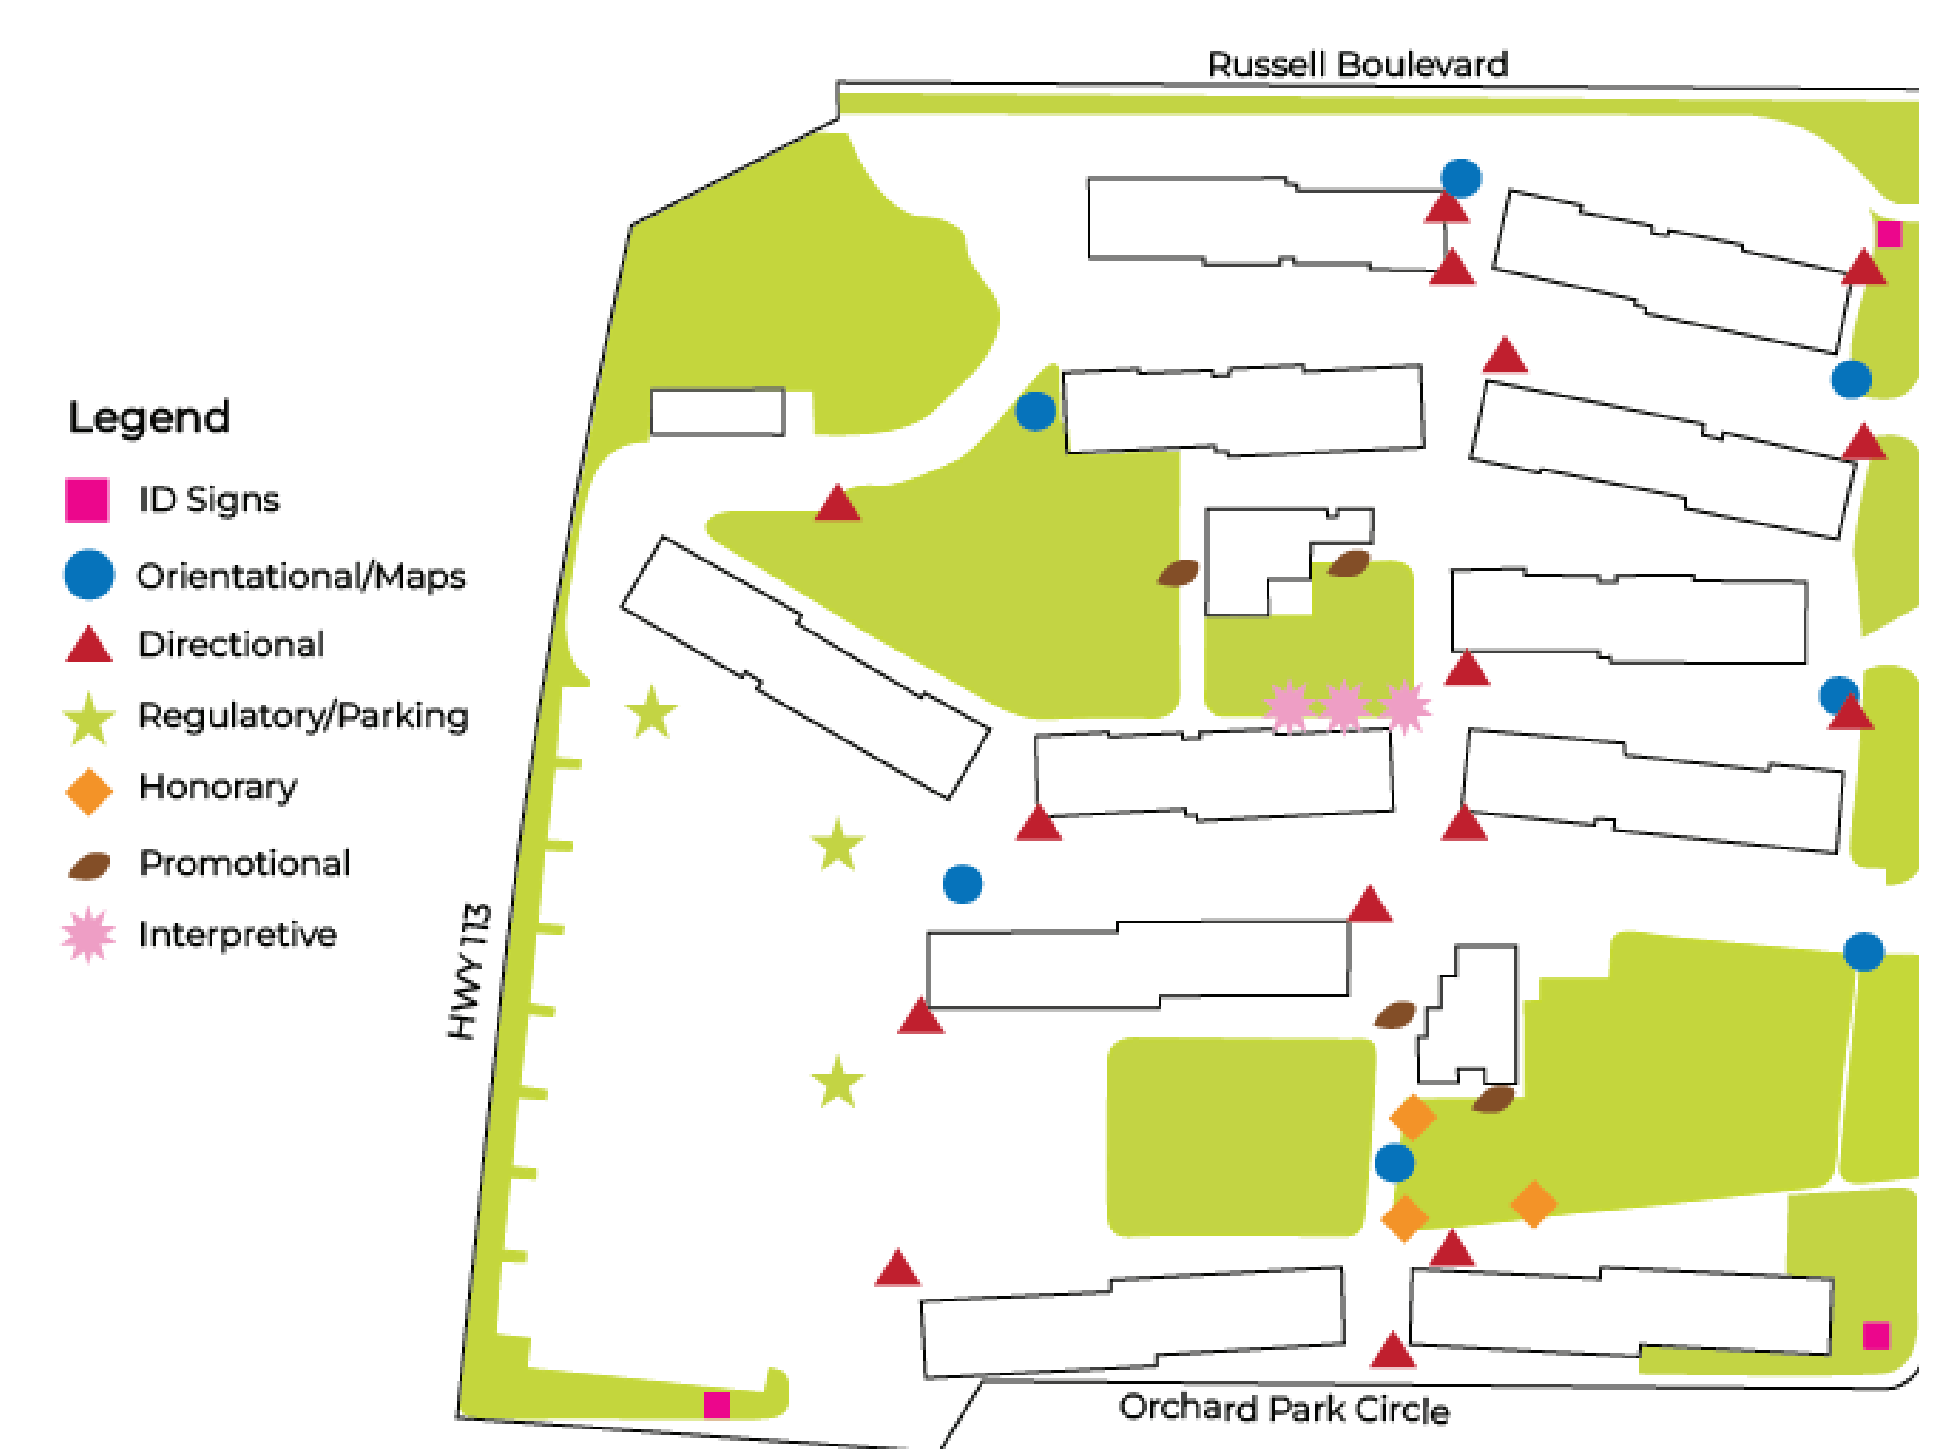 Russell Boulevard
Legend
ID Signs
Orientational/Maps
Directional
Regulatory/Parking
Honorary
Promotional
Interpretive
HWY 113
Orchard Park Circle